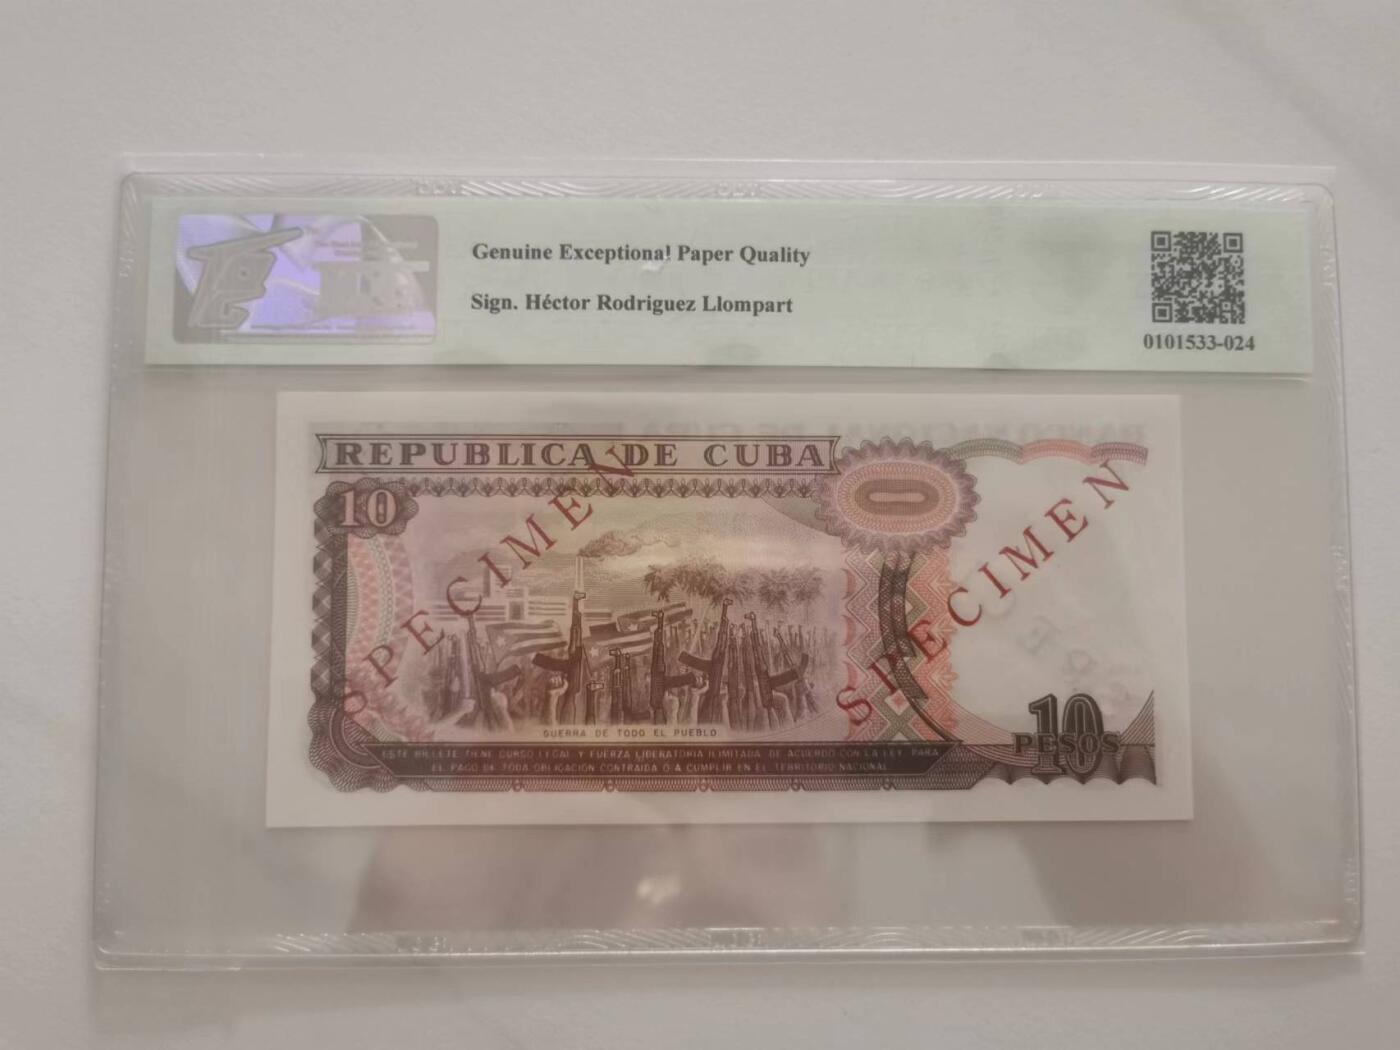 Genuine Exceptional Paper Quality
Sign. Héctor Rodriguez Llompart
0101533-024
REPUBLICA DE CUBA
10
SPECIMEN
SPECIMEN
GUERRA DE TODO EL PUEBLO
ESTE BILLETE TIENE CURSO LEGAL Y FUERZA LIBERATORIA ILIMITADA, DE ACUERDO CON LA LEY, PARA
EL PAGO DE TODA OBLIGACIÓN CONTRAIDA O A CUMPLIR EN EL TERRITORIO NACIONAL
10
PESOS